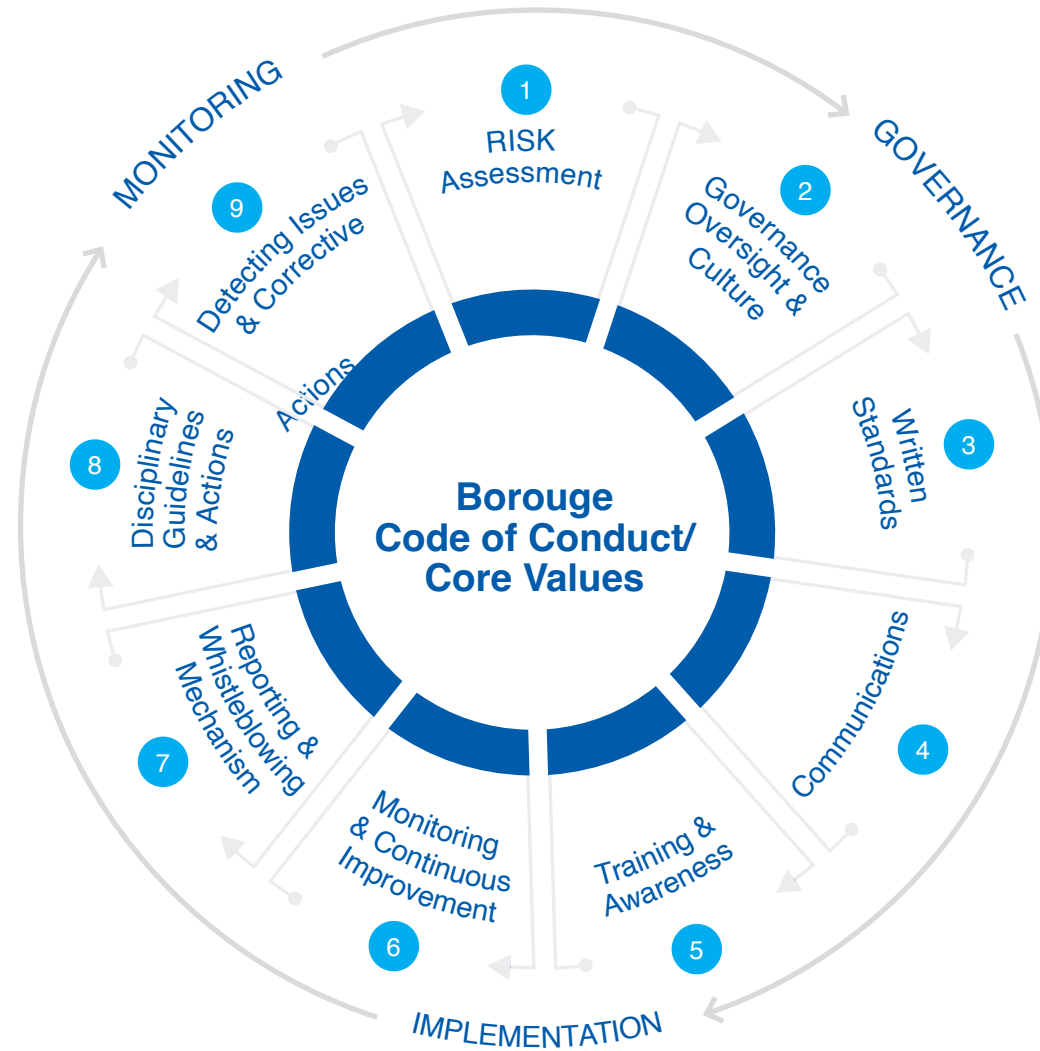 MONITORING
GOVERNANCE
IMPLEMENTATION
1
RISK
Assessment
2
Governance
Oversight &
Culture
3
Written
Standards
4
Communications
5
Training &
Awareness
6
Monitoring
& Continuous
Improvement
7
Reporting &
Whistleblowing
Mechanism
8
Disciplinary
Guidelines
& Actions
9
Detecting Issues
& Corrective
Actions
Borouge
Code of Conduct/
Core Values